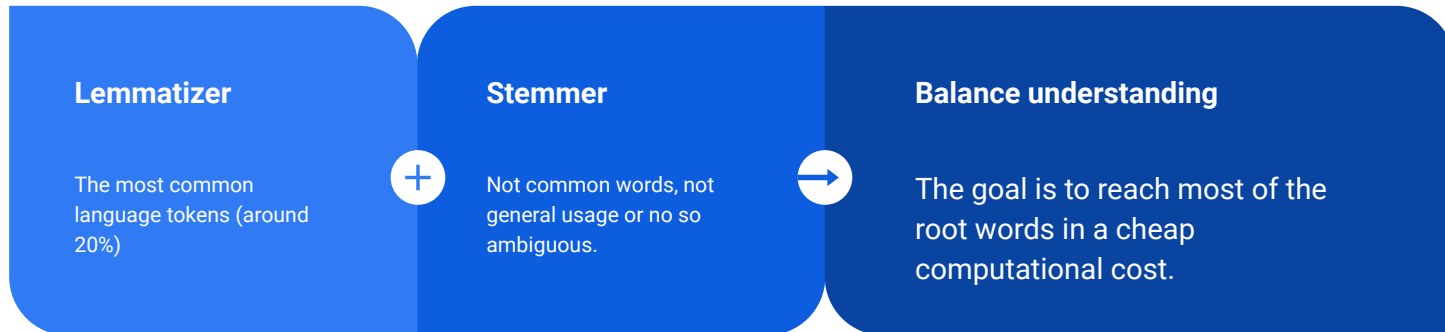 Lemmatizer
The most common
language tokens (around
20%)
+
Stemmer
Not common words, not
general usage or no so
ambiguous.
Balance understanding
The goal is to reach most of the
root words in a cheap
computational cost.